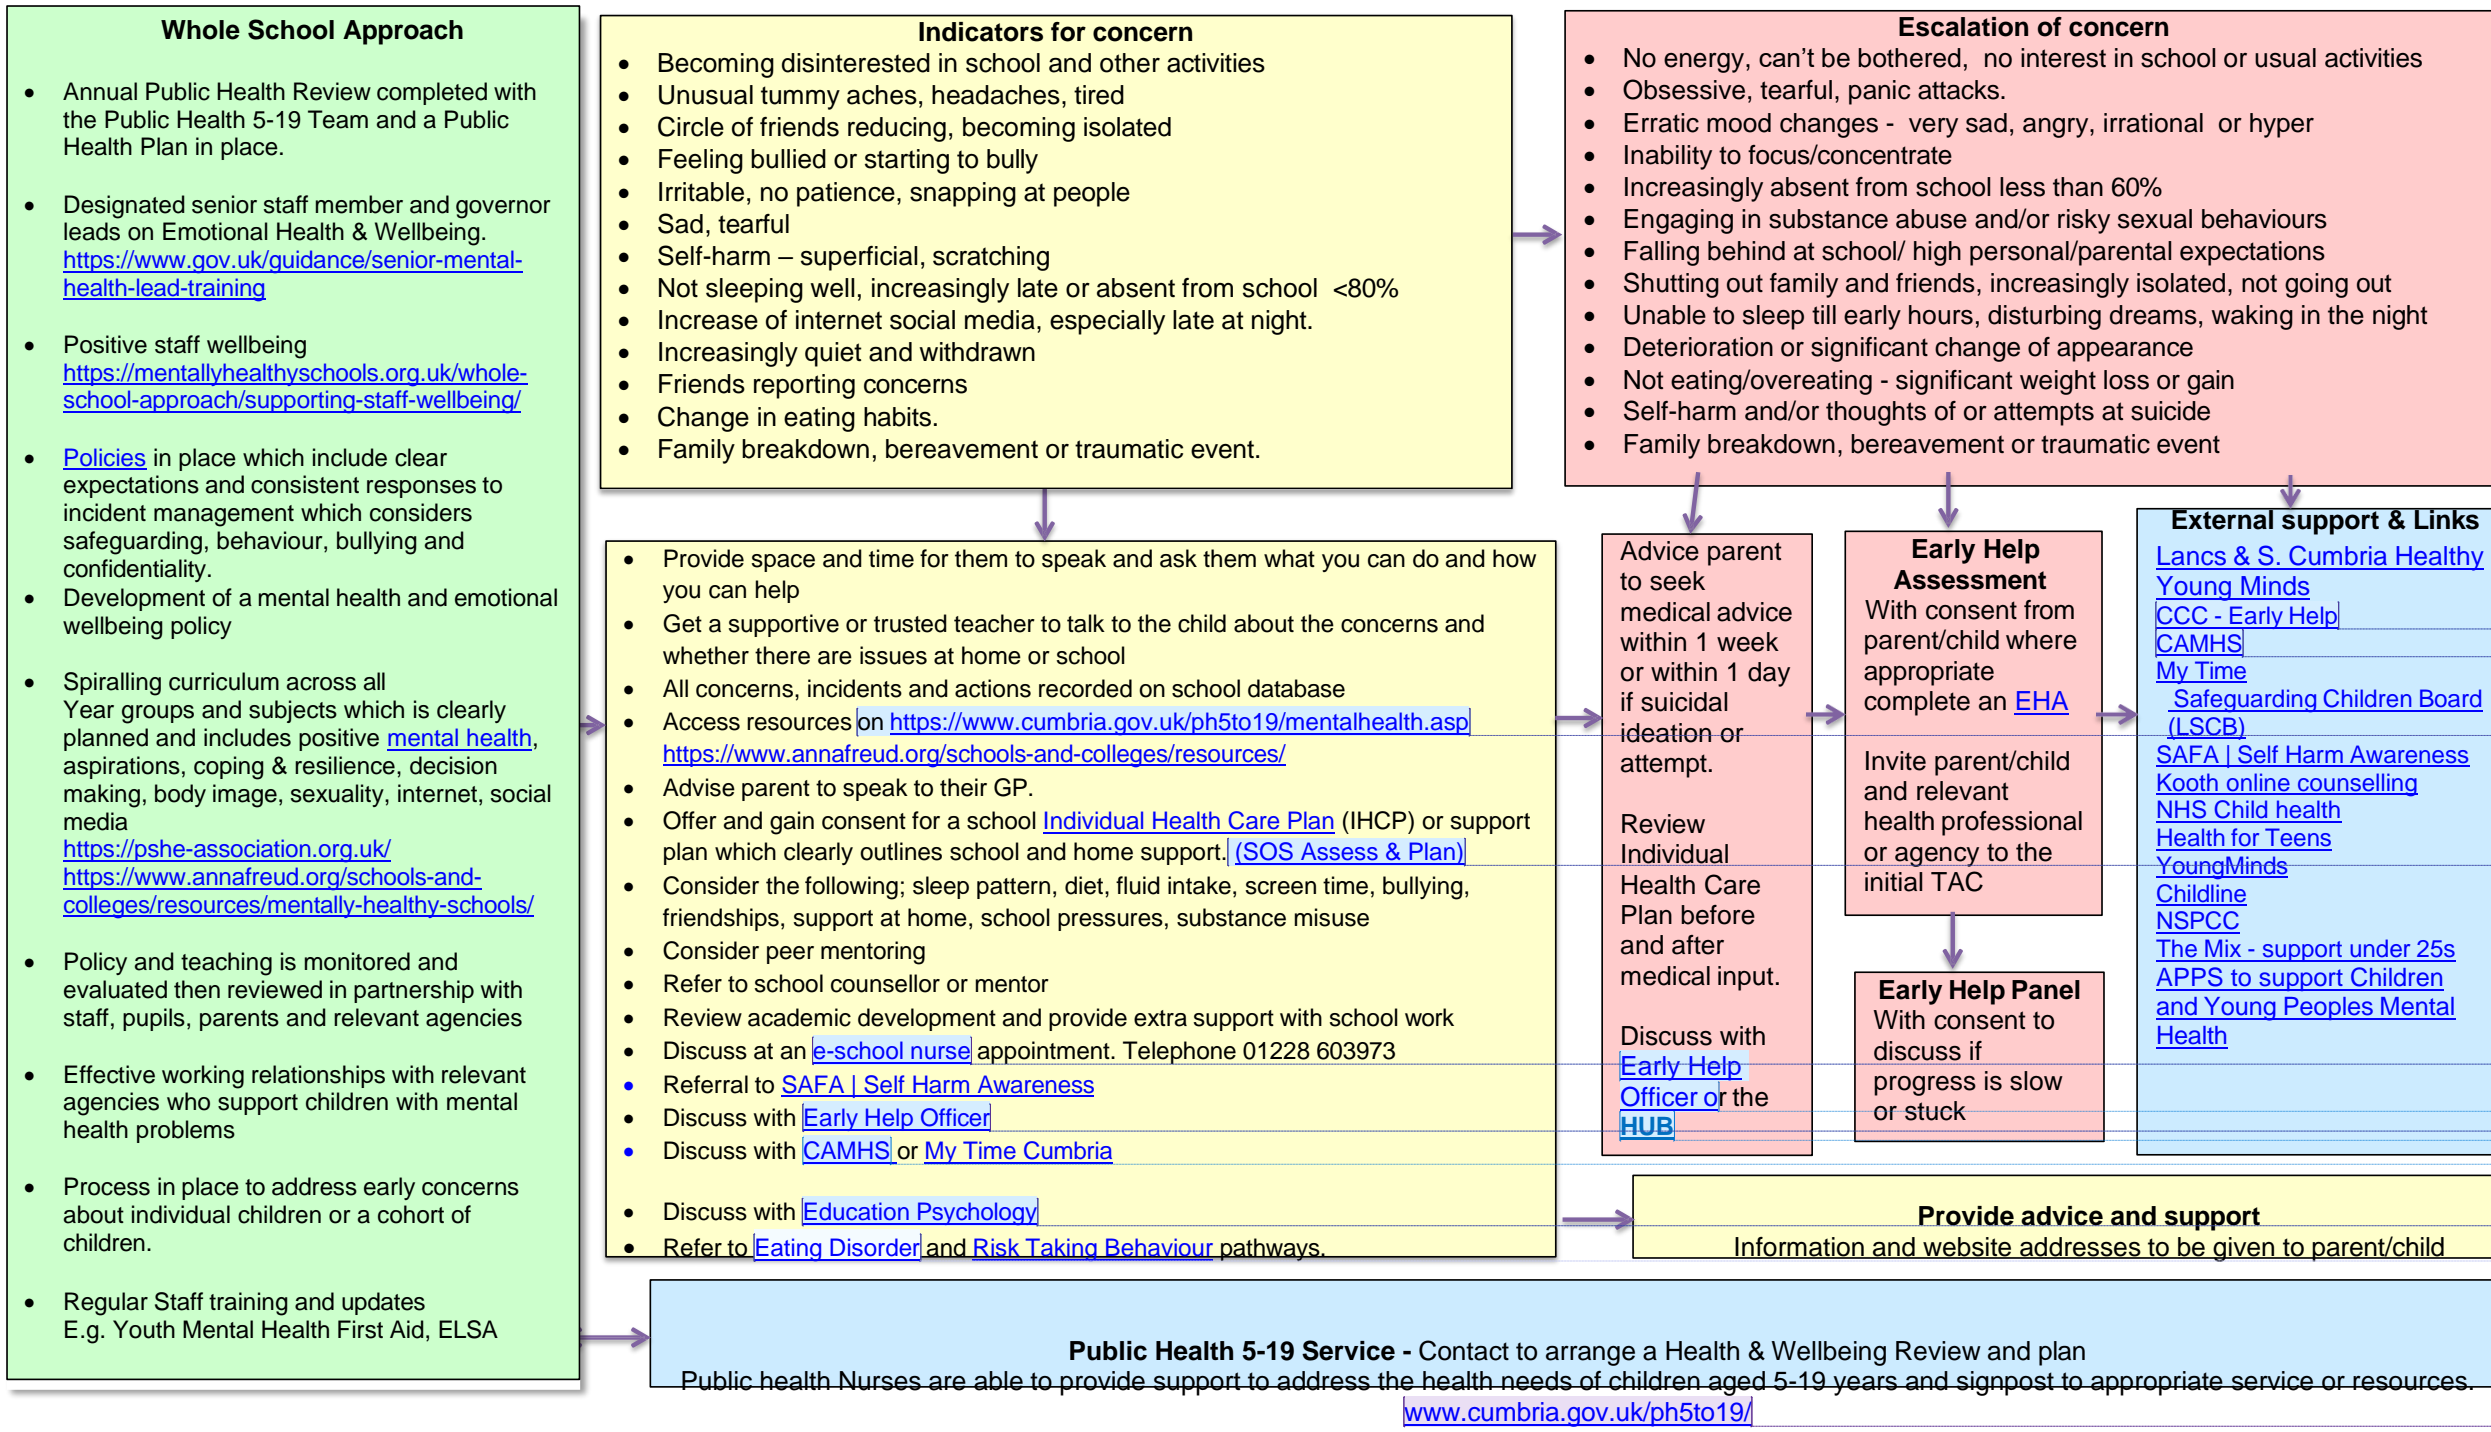 Whole School Approach
• Annual Public Health Review completed with
the Public Health 5-19 Team and a Public
Health Plan in place.
• Designated senior staff member and governor
leads on Emotional Health & Wellbeing.
https://www.gov.uk/guidance/senior-mental-
health-lead-training
• Positive staff wellbeing
https://mentallyhealthyschools.org.uk/whole-
school-approach/supporting-staff-wellbeing/
• Policies in place which include clear
expectations and consistent responses to
incident management which considers
safeguarding, behaviour, bullying and
confidentiality.
• Development of a mental health and emotional
wellbeing policy
• Spiralling curriculum across all
Year groups and subjects which is clearly
planned and includes positive mental health,
aspirations, coping & resilience, decision
making, body image, sexuality, internet, social
media
https://pshe-association.org.uk/
https://www.annafreud.org/schools-and-
colleges/resources/mentally-healthy-schools/
• Policy and teaching is monitored and
evaluated then reviewed in partnership with
staff, pupils, parents and relevant agencies
• Effective working relationships with relevant
agencies who support children with mental
health problems
• Process in place to address early concerns
about individual children or a cohort of
children.
• Regular Staff training and updates
E.g. Youth Mental Health First Aid, ELSA
Indicators for concern
• Becoming disinterested in school and other activities
• Unusual tummy aches, headaches, tired
• Circle of friends reducing, becoming isolated
• Feeling bullied or starting to bully
• Irritable, no patience, snapping at people
• Sad, tearful
• Self-harm – superficial, scratching
• Not sleeping well, increasingly late or absent from school <80%
• Increase of internet social media, especially late at night.
• Increasingly quiet and withdrawn
• Friends reporting concerns
• Change in eating habits.
• Family breakdown, bereavement or traumatic event.
Escalation of concern
• No energy, can’t be bothered, no interest in school or usual activities
• Obsessive, tearful, panic attacks.
• Erratic mood changes - very sad, angry, irrational or hyper
• Inability to focus/concentrate
• Increasingly absent from school less than 60%
• Engaging in substance abuse and/or risky sexual behaviours
• Falling behind at school/ high personal/parental expectations
• Shutting out family and friends, increasingly isolated, not going out
• Unable to sleep till early hours, disturbing dreams, waking in the night
• Deterioration or significant change of appearance
• Not eating/overeating - significant weight loss or gain
• Self-harm and/or thoughts of or attempts at suicide
• Family breakdown, bereavement or traumatic event
• Provide space and time for them to speak and ask them what you can do and how
you can help
• Get a supportive or trusted teacher to talk to the child about the concerns and
whether there are issues at home or school
• All concerns, incidents and actions recorded on school database
• Access resources on https://www.cumbria.gov.uk/ph5to19/mentalhealth.asp
https://www.annafreud.org/schools-and-colleges/resources/
• Advise parent to speak to their GP.
• Offer and gain consent for a school Individual Health Care Plan (IHCP) or support
plan which clearly outlines school and home support. (SOS Assess & Plan)
• Consider the following; sleep pattern, diet, fluid intake, screen time, bullying,
friendships, support at home, school pressures, substance misuse
• Consider peer mentoring
• Refer to school counsellor or mentor
• Review academic development and provide extra support with school work
• Discuss at an e-school nurse appointment. Telephone 01228 603973
• Referral to SAFA | Self Harm Awareness
• Discuss with Early Help Officer
• Discuss with CAMHS or My Time Cumbria
• Discuss with Education Psychology
• Refer to Eating Disorder and Risk Taking Behaviour pathways.
Advice parent
to seek
medical advice
within 1 week
or within 1 day
if suicidal
ideation or
attempt.
Review
Individual
Health Care
Plan before
and after
medical input.
Discuss with
Early Help
Officer or the
HUB
Early Help
Assessment
With consent from
parent/child where
appropriate
complete an EHA
Invite parent/child
and relevant
health professional
or agency to the
initial TAC
Early Help Panel
With consent to
discuss if
progress is slow
or stuck
External support & Links
Lancs & S. Cumbria Healthy
Young Minds
CCC - Early Help
CAMHS
My Time
Safeguarding Children Board
(LSCB)
SAFA | Self Harm Awareness
Kooth online counselling
NHS Child health
Health for Teens
YoungMinds
Childline
NSPCC
The Mix - support under 25s
APPS to support Children
and Young Peoples Mental
Health
Provide advice and support
Information and website addresses to be given to parent/child
Public Health 5-19 Service - Contact to arrange a Health & Wellbeing Review and plan
Public health Nurses are able to provide support to address the health needs of children aged 5-19 years and signpost to appropriate service or resources.
www.cumbria.gov.uk/ph5to19/